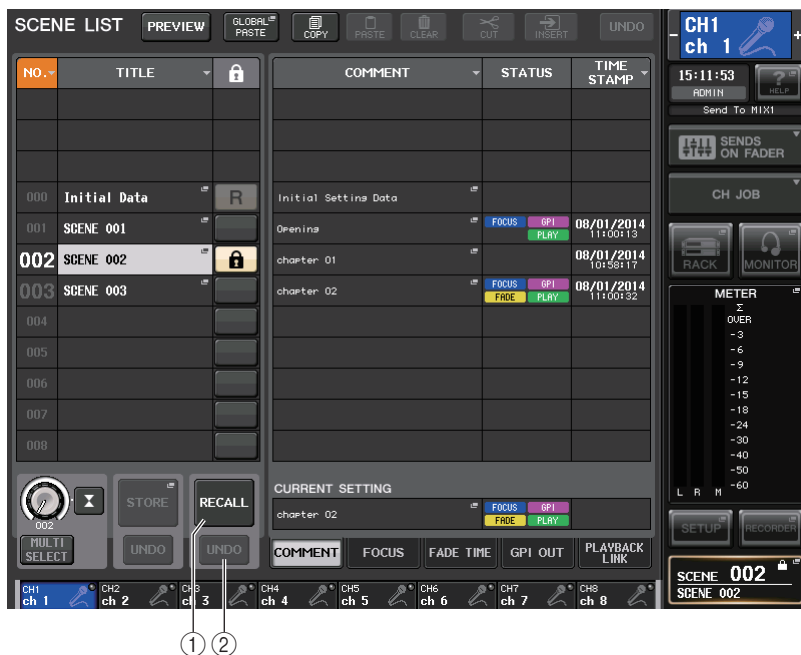 SCENE LIST PREVIEW GLOBAL PASTE COPY PASTE CLEAR CUT INSERT UNDO
- CH1 +
ch 1
15:11:53
ADMIN
? HELP
Send To MIX1
SENDS ON FADER
CH JOB
RACK MONITOR
METER
Σ
OVER
-3
-6
-9
-12
-15
-18
-24
-30
-40
-50
-60
L R M
SETUP RECORDER
SCENE 002
SCENE 002
NO. TITLE COMMENT STATUS TIME STAMP
000 Initial Data R Initial Setting Data
001 SCENE 001 Opening FOCUS GPI PLAY 08/01/2014 11:00:13
002 SCENE 002 chapter 01 08/01/2014 10:58:17
003 SCENE 003 chapter 02 FOCUS GPI FADE PLAY 08/01/2014 11:00:32
004
005
006
007
008
002
MULTI SELECT
STORE
UNDO
RECALL
UNDO
CURRENT SETTING
chapter 02 FOCUS GPI FADE PLAY
COMMENT FOCUS FADE TIME GPI OUT PLAYBACK LINK
CH1 CH2 CH3 CH4 CH5 CH6 CH7 CH8
ch 1 ch 2 ch 3 ch 4 ch 5 ch 6 ch 7 ch 8
① ②